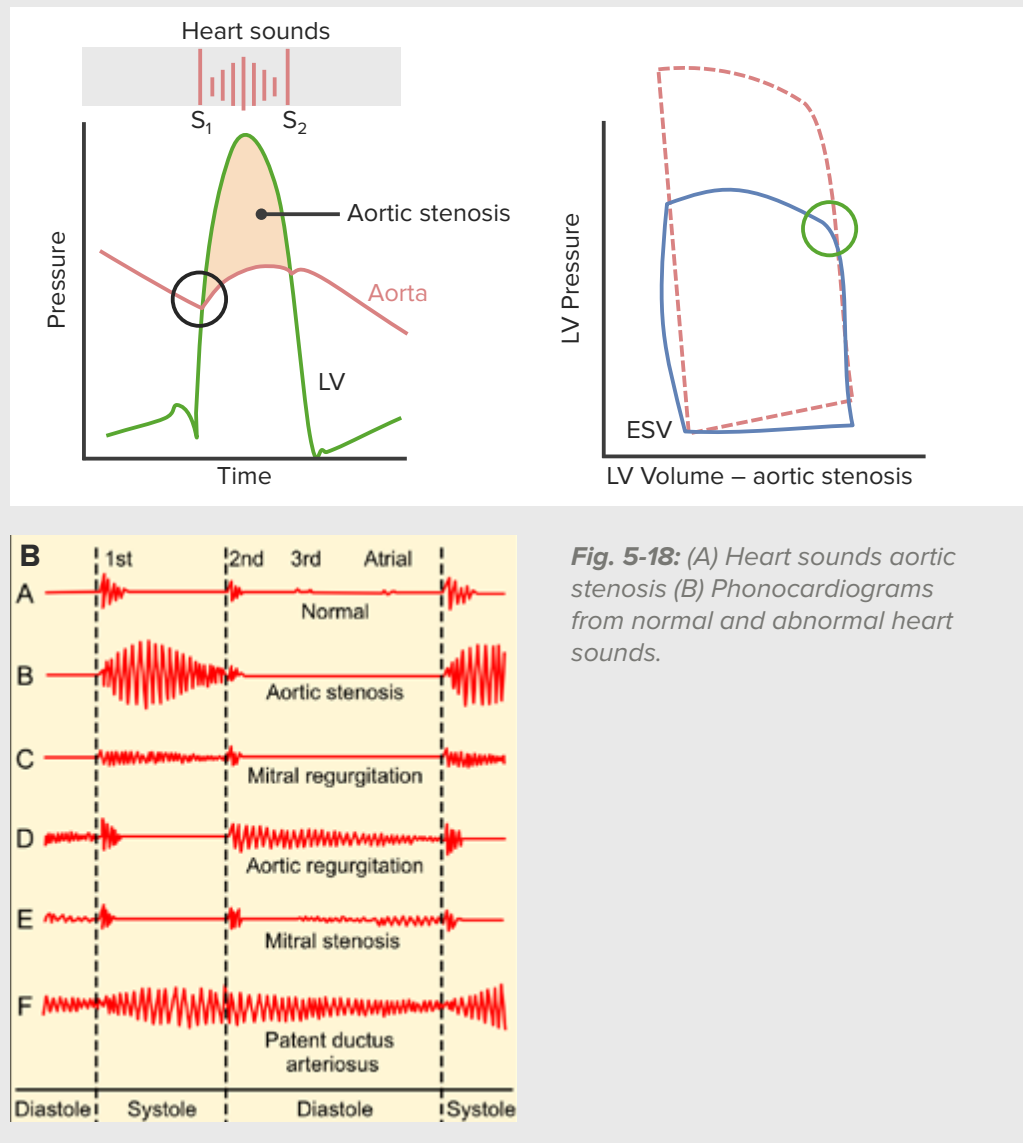 Heart sounds
S₁
S₂
Aortic stenosis
Aorta
LV
Pressure
Time
LV Pressure
ESV
LV Volume – aortic stenosis
B
1st
2nd
3rd
Atrial
A
Normal
B
Aortic stenosis
C
Mitral regurgitation
D
Aortic regurgitation
E
Mitral stenosis
F
Patent ductus
arteriosus
Diastole
Systole
Diastole
Systole
Fig. 5-18: (A) Heart sounds aortic
stenosis (B) Phonocardiograms
from normal and abnormal heart
sounds.